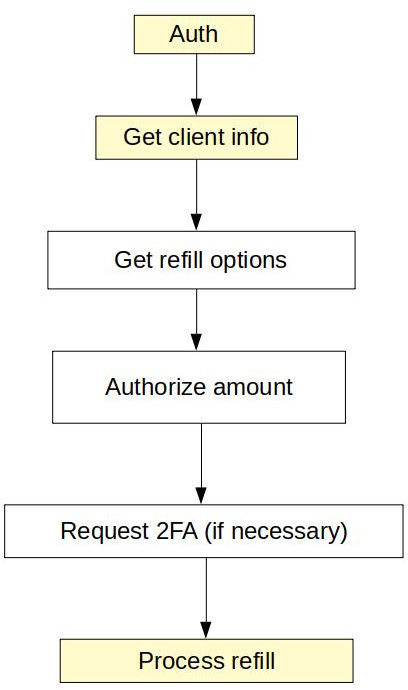 Auth
Get client info
Get refill options
Authorize amount
Request 2FA (if necessary)
Process refill